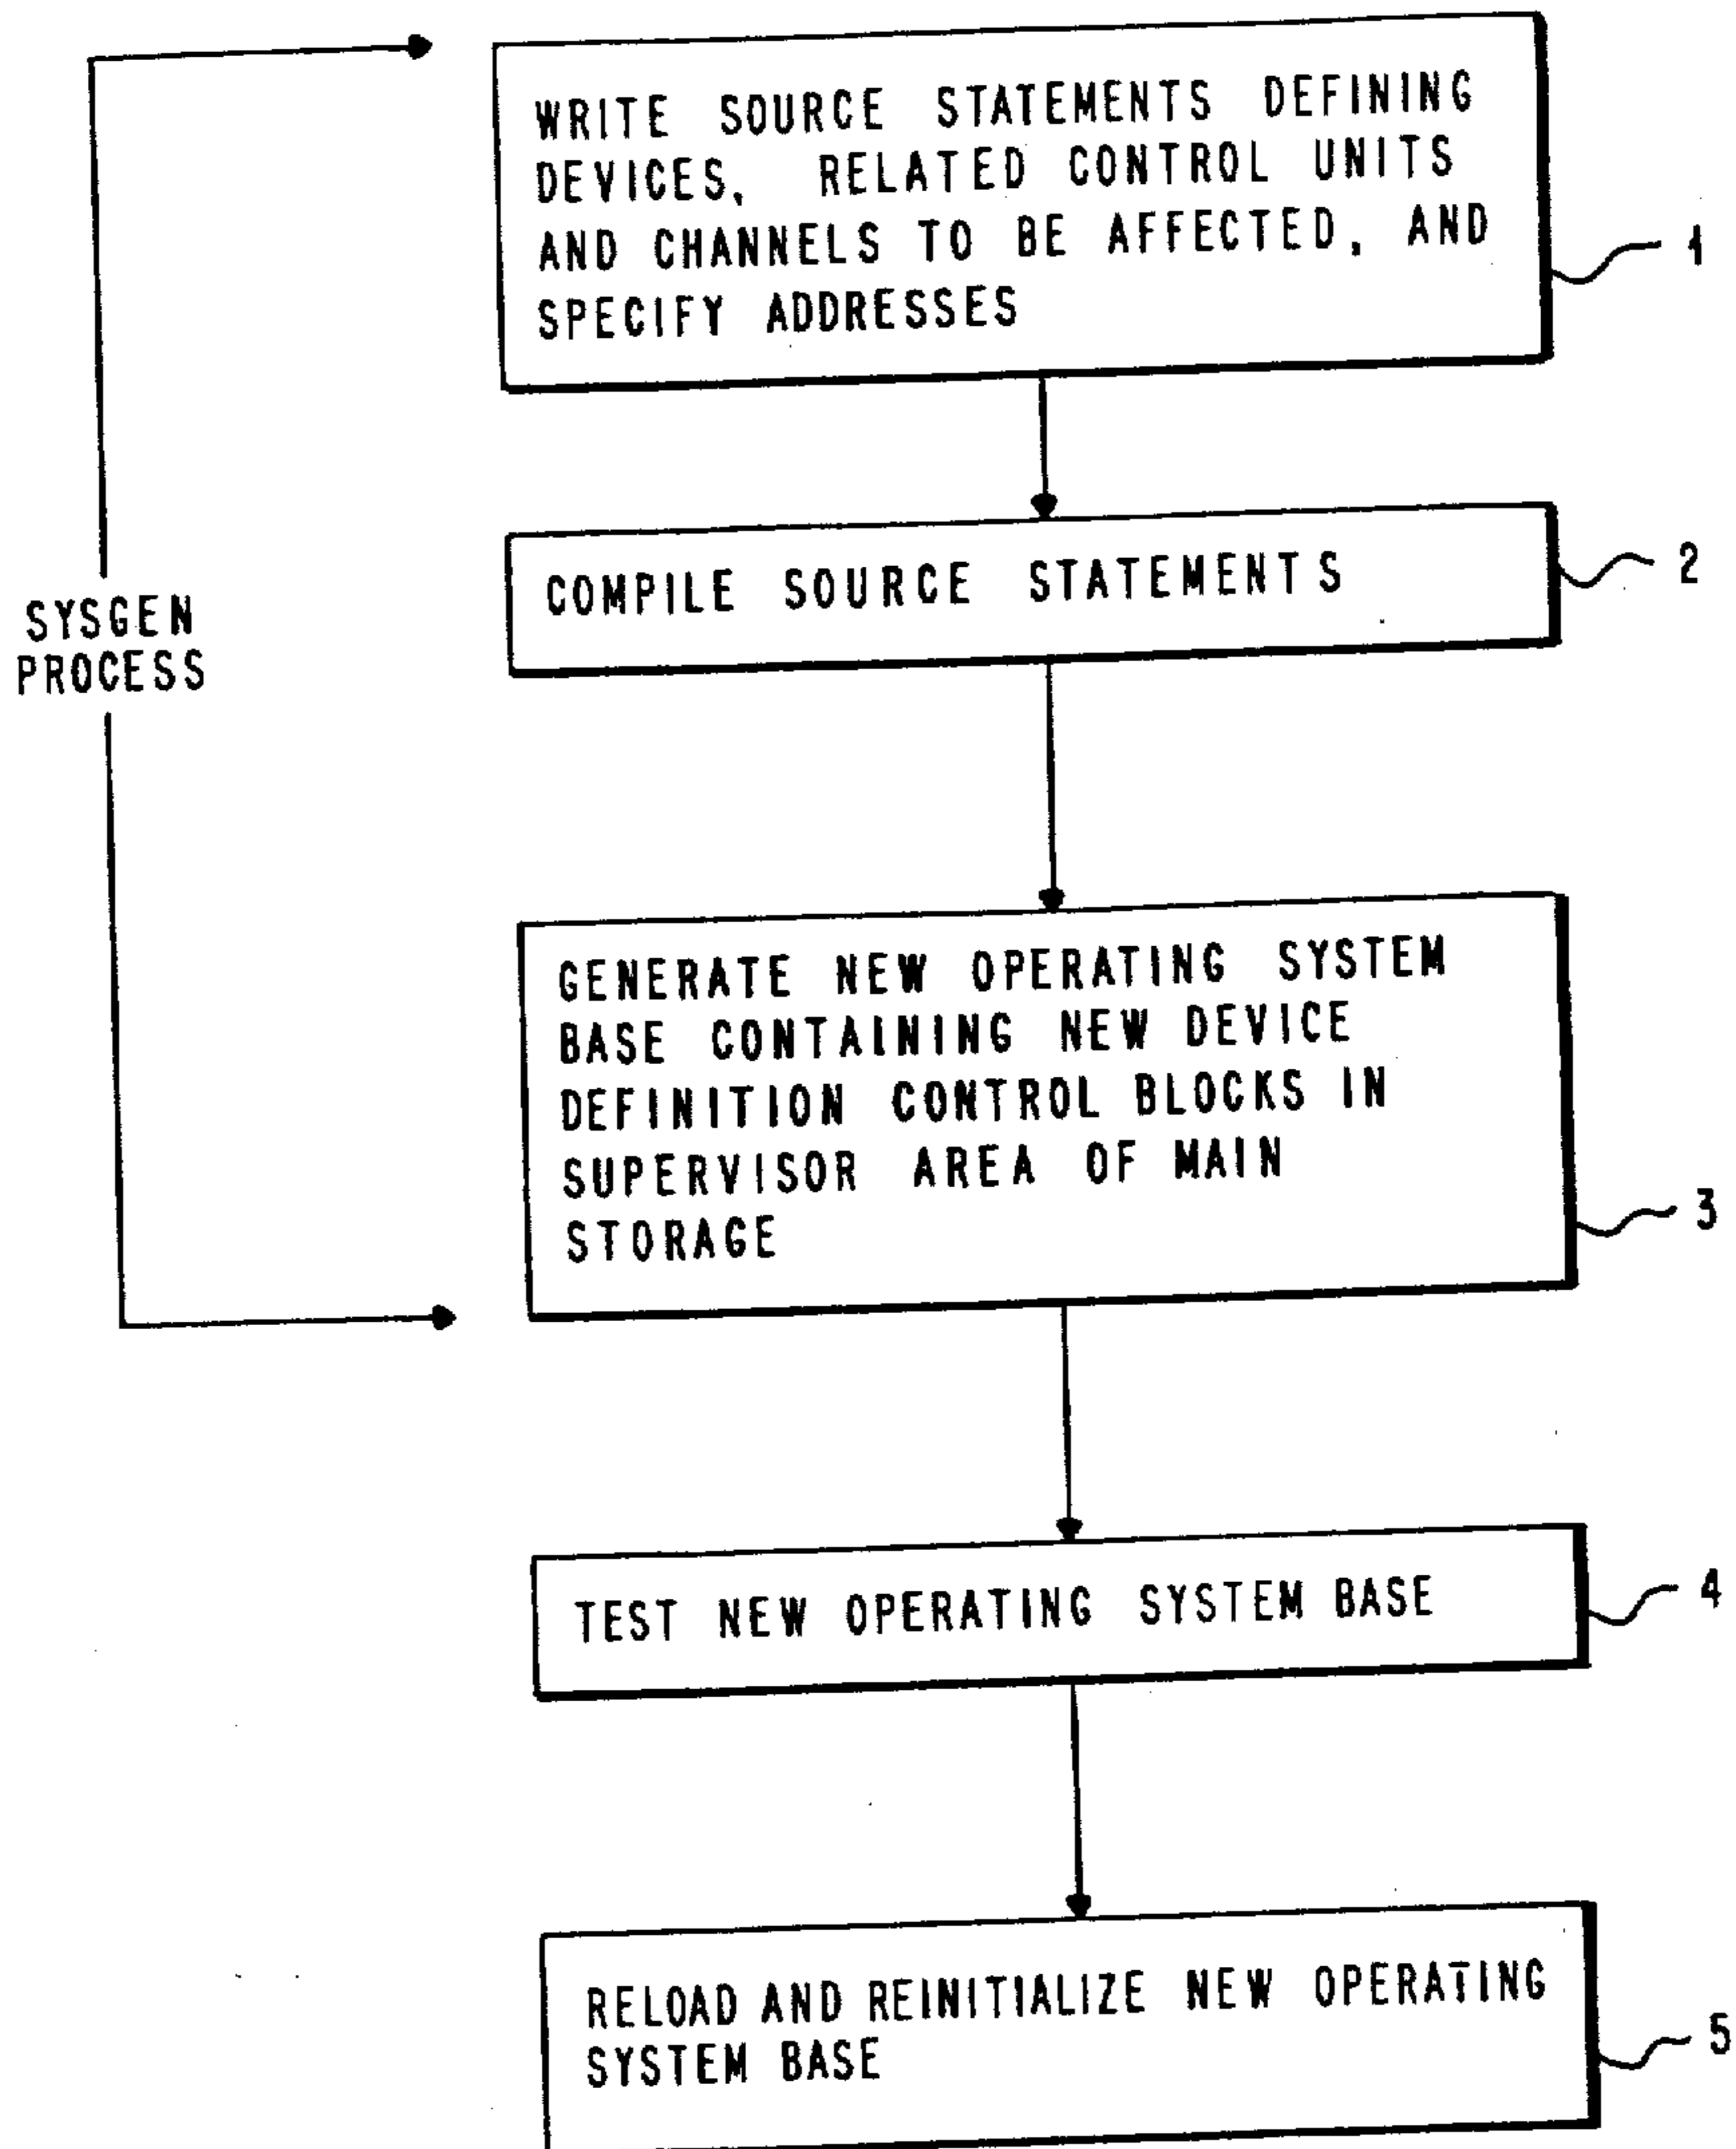 WRITE SOURCE STATEMENTS DEFINING
DEVICES, RELATED CONTROL UNITS
AND CHANNELS TO BE AFFECTED, AND
SPECIFY ADDRESSES
1
COMPILE SOURCE STATEMENTS
2
SYSGEN
PROCESS
GENERATE NEW OPERATING SYSTEM
BASE CONTAINING NEW DEVICE
DEFINITION CONTROL BLOCKS IN
SUPERVISOR AREA OF MAIN
STORAGE
3
TEST NEW OPERATING SYSTEM BASE
4
RELOAD AND REINITIALIZE NEW OPERATING
SYSTEM BASE
5